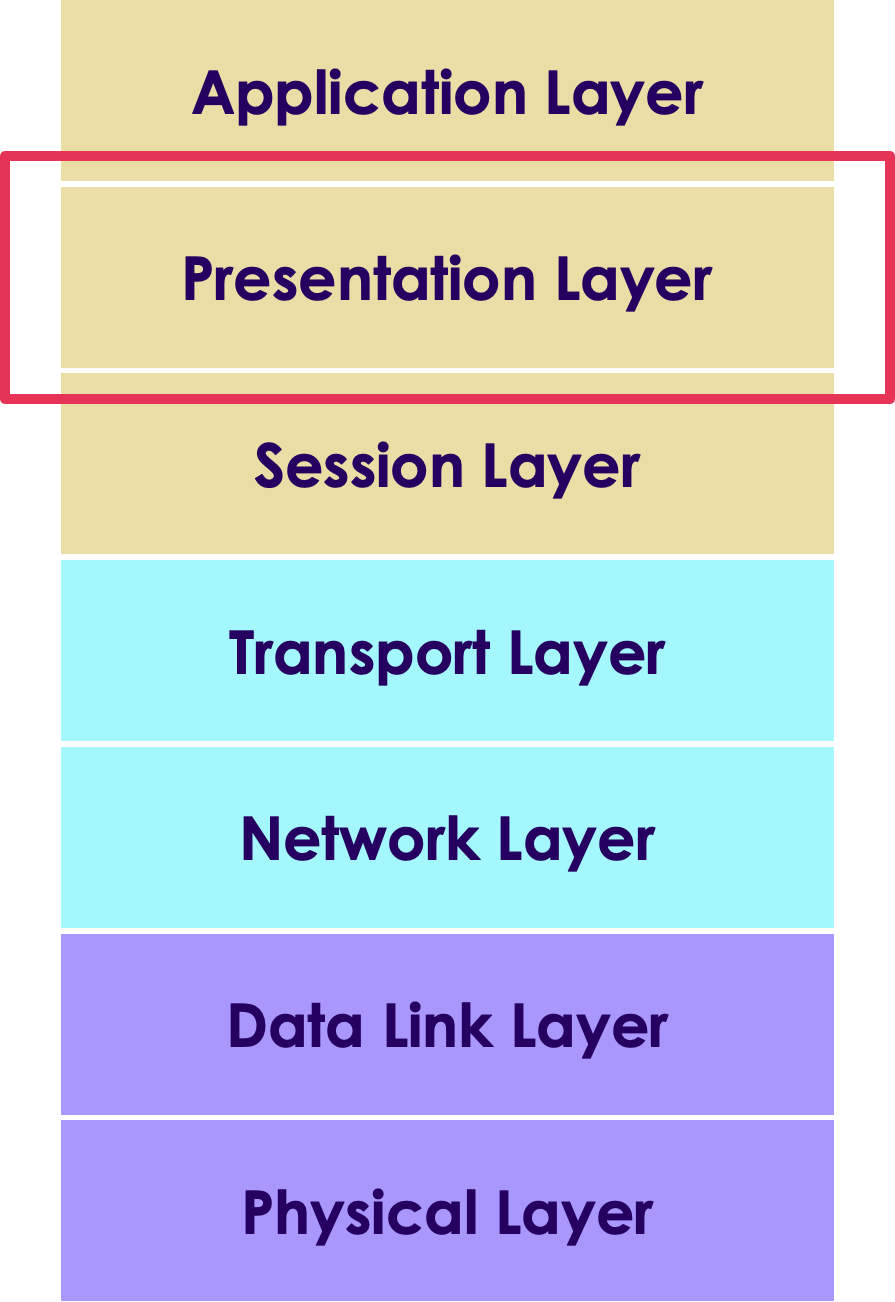 Application Layer
Presentation Layer
Session Layer
Transport Layer
Network Layer
Data Link Layer
Physical Layer